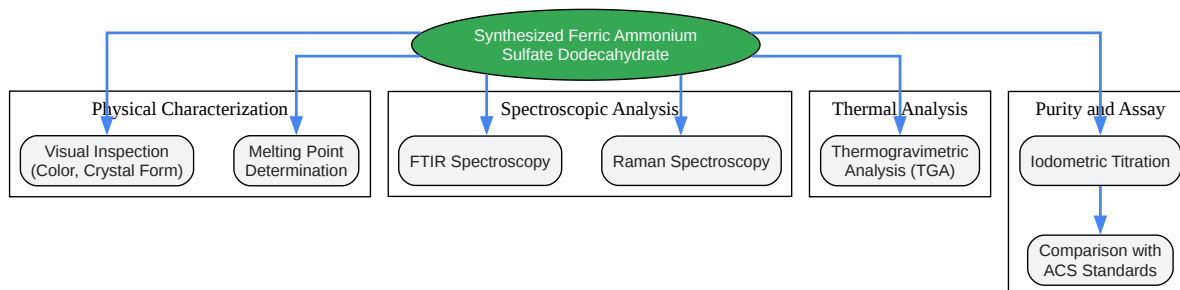 Synthesized Ferric Ammonium
Sulfate Dodecahydrate
Physical Characterization
Visual Inspection
(Color, Crystal Form)
Melting Point
Determination
Spectroscopic Analysis
FTIR Spectroscopy
Raman Spectroscopy
Thermal Analysis
Thermogravimetric
Analysis (TGA)
Purity and Assay
Iodometric Titration
Comparison with
ACS Standards